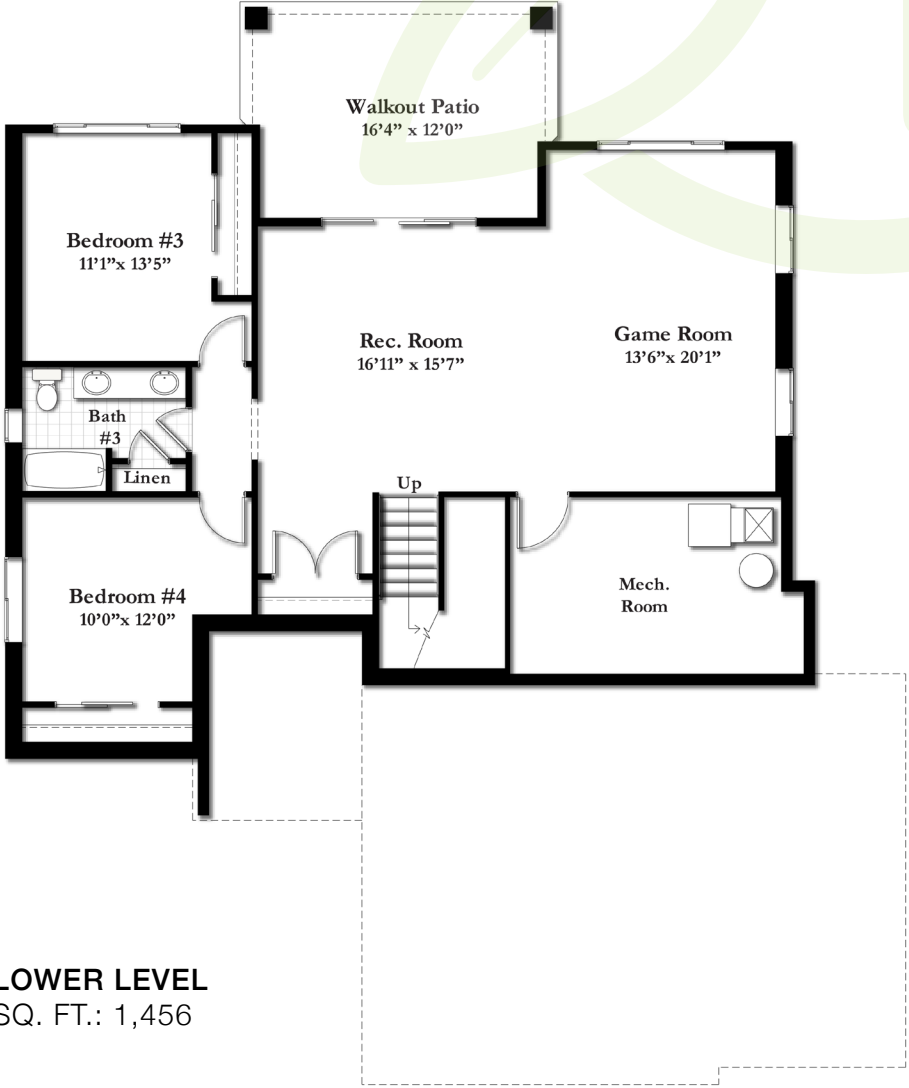 Walkout Patio
16’4” x 12’0”
Bedroom #3
11’1”x 13’5”
Rec. Room
16’11” x 15’7”
Game Room
13’6”x 20’1”
Bath
#3
Linen
Up
Bedroom #4
10’0”x 12’0”
Mech.
Room
LOWER LEVEL
SQ. FT.: 1,456